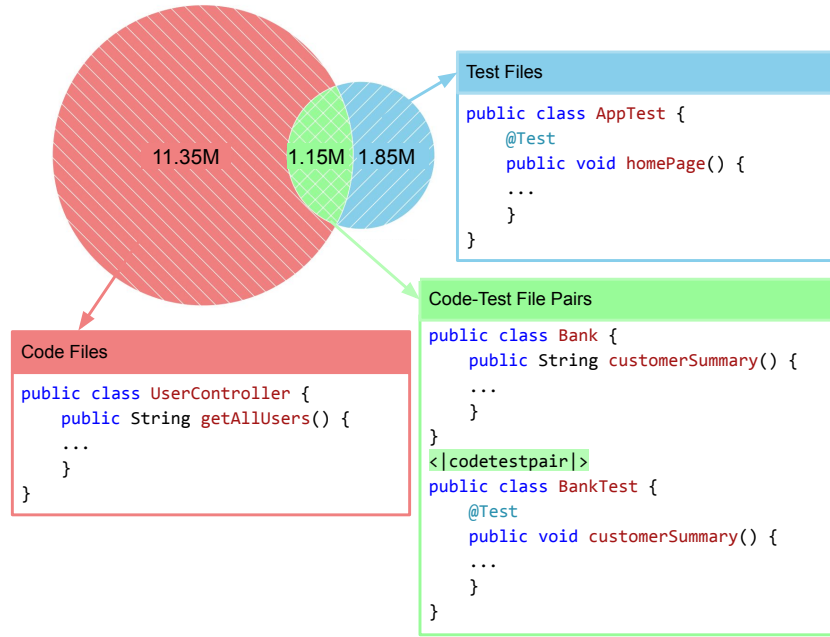 11.35M
1.15M
1.85M
Test Files
public class AppTest {
    @Test
    public void homePage() {
    ...
    }
}
Code Files
public class UserController {
    public String getAllUsers() {
    ...
    }
}
Code-Test File Pairs
public class Bank {
    public String customerSummary() {
    ...
    }
}
<|codetestpair|>
public class BankTest {
    @Test
    public void customerSummary() {
    ...
    }
}